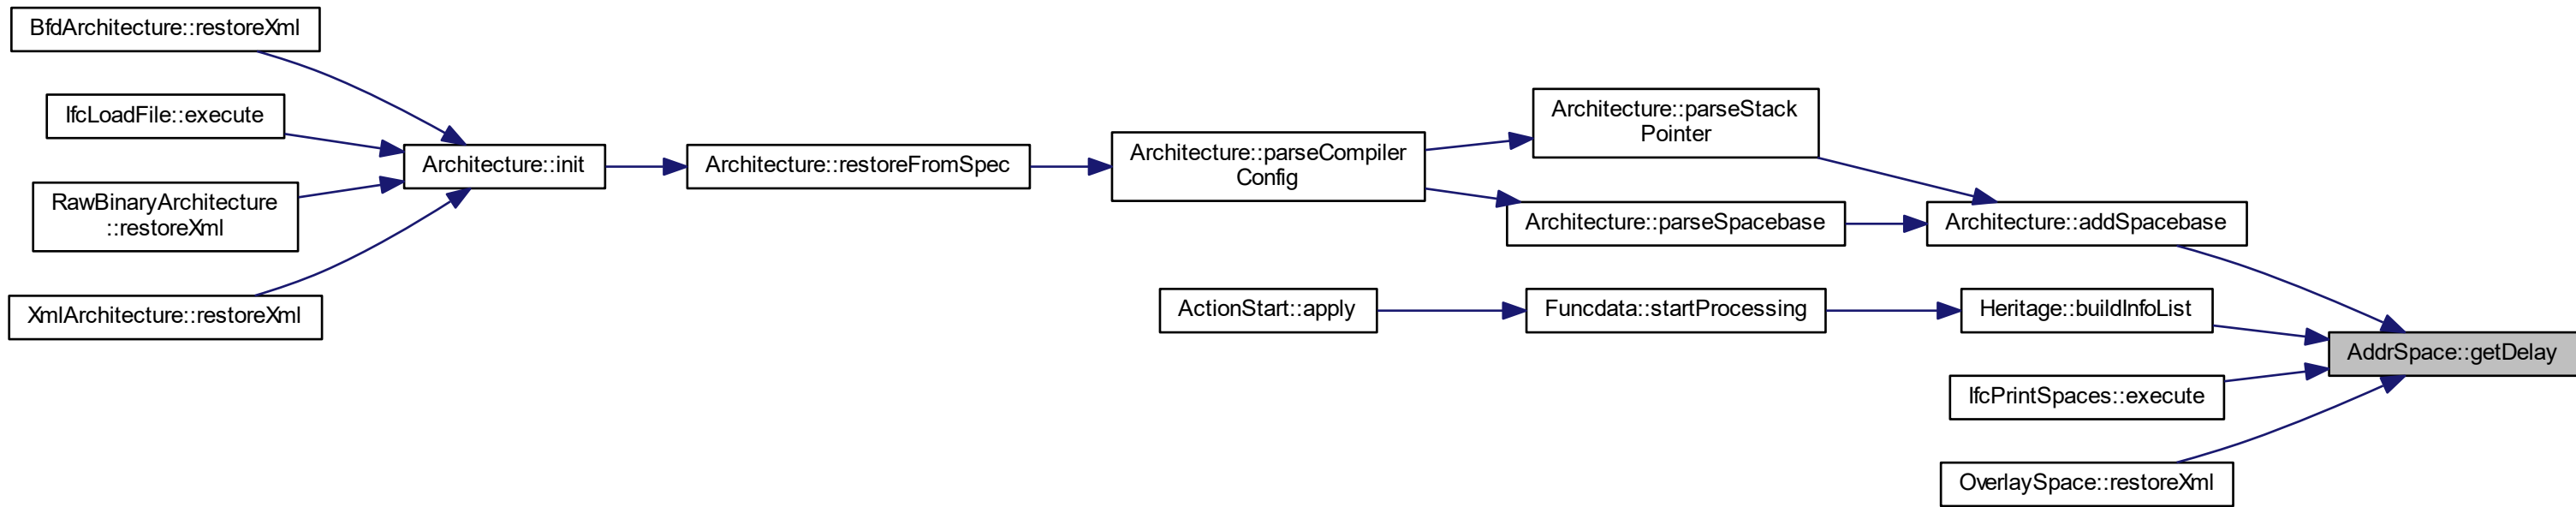 BfdArchitecture::restoreXml
IfcLoadFile::execute
RawBinaryArchitecture
::restoreXml
XmlArchitecture::restoreXml
Architecture::init
Architecture::restoreFromSpec
Architecture::parseCompiler
Config
ActionStart::apply
Architecture::parseStack
Pointer
Architecture::parseSpacebase
Funcdata::startProcessing
Architecture::addSpacebase
Heritage::buildInfoList
IfcPrintSpaces::execute
OverlaySpace::restoreXml
AddrSpace::getDelay